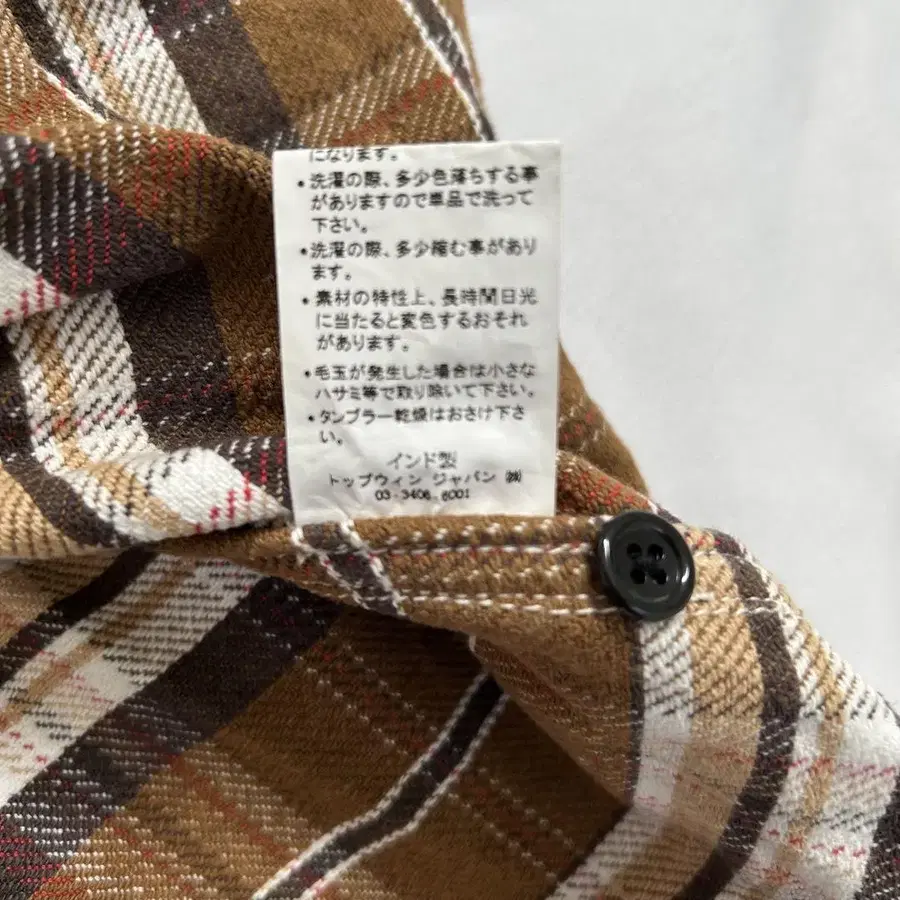 になります。
・洗濯の際、多少色落ちする事
がありますので単品で洗って
下さい。
・洗濯の際、多少縮む事があり
ます。
・素材の特性上、長時間日光
に当たると変色するおそれ
があります。
・毛玉が発生した場合は小さな
ハサミ等で取り除いて下さい。
・タンブラー乾燥はおさけ下さ
い。
インド製
トップウィン ジャパン ㈱
03-3406-6001